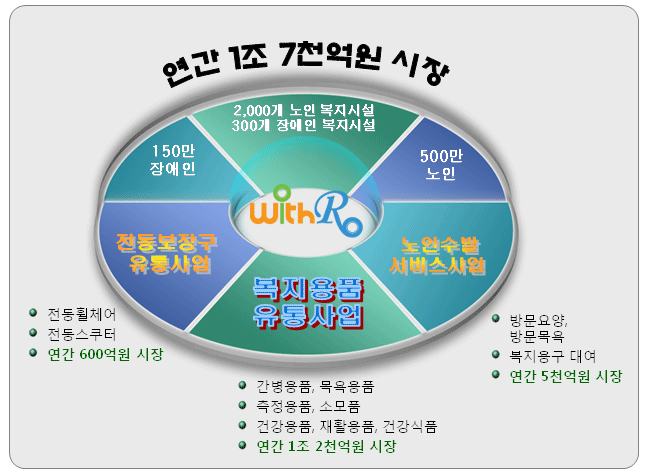 연간 1조 7천억원 시장
2,000개 노인 복지시설
300개 장애인 복지시설
150만
장애인
500만
노인
withRo
전동보장구
유통사업
노인수발
서비스사업
복지용품
유통사업
전동휠체어
전동스쿠터
연간 600억원 시장
방문요양,
방문목욕
복지용구 대여
연간 5천억원 시장
간병용품, 목욕용품
측정용품, 소모품
건강용품, 재활용품, 건강식품
연간 1조 2천억원 시장